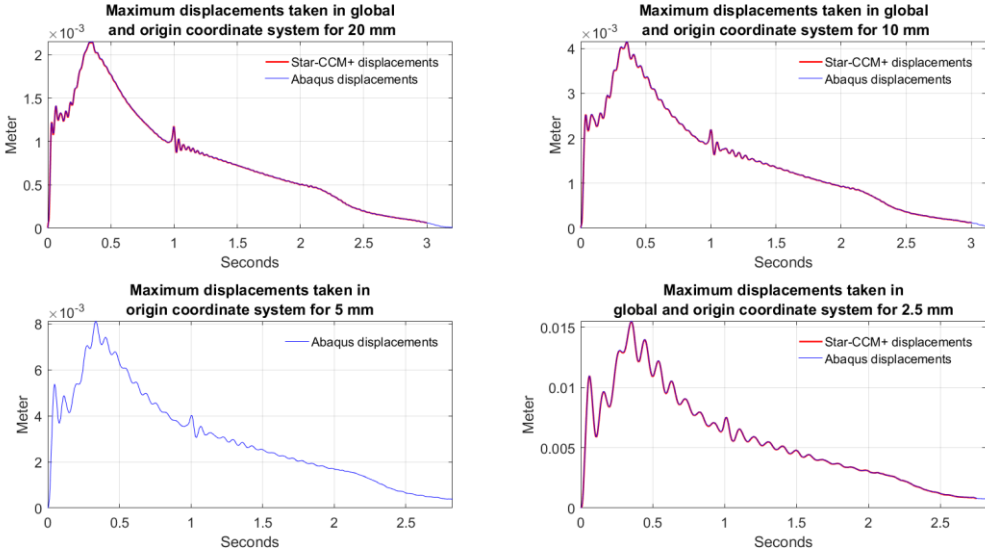 Maximum displacements taken in global
and origin coordinate system for 20 mm
×10⁻³
2
1.5
1
0.5
0
Meter
Star-CCM+ displacements
Abaqus displacements
0 0.5 1 1.5 2 2.5 3
Seconds
Maximum displacements taken in global
and origin coordinate system for 10 mm
×10⁻³
4
3
2
1
0
Meter
Star-CCM+ displacements
Abaqus displacements
0 0.5 1 1.5 2 2.5 3
Seconds
Maximum displacements taken in
origin coordinate system for 5 mm
×10⁻³
8
6
4
2
0
Meter
Abaqus displacements
0 0.5 1 1.5 2 2.5
Seconds
Maximum displacements taken in
global and origin coordinate system for 2.5 mm
0.015
0.01
0.005
0
Meter
Star-CCM+ displacements
Abaqus displacements
0 0.5 1 1.5 2 2.5
Seconds